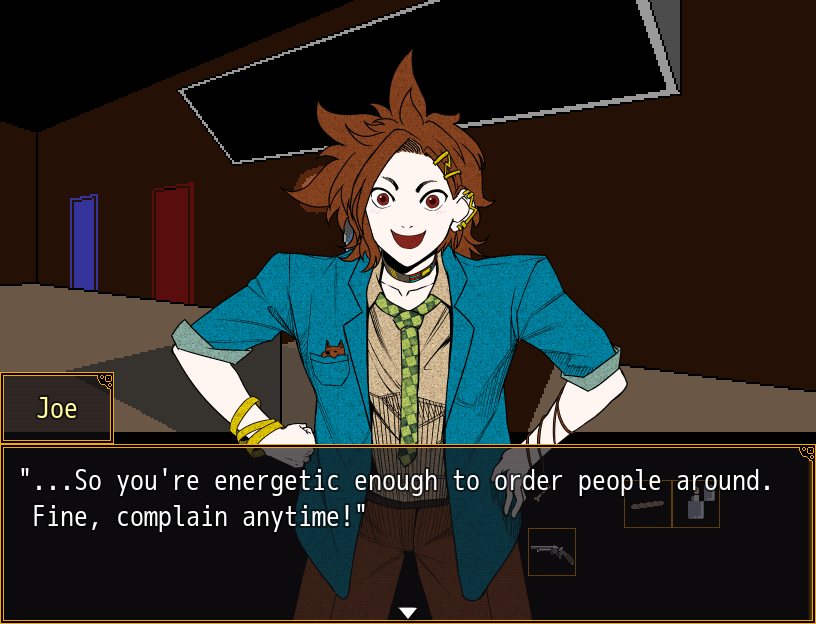 Joe
"...So you're energetic enough to order people around.
Fine, complain anytime!"